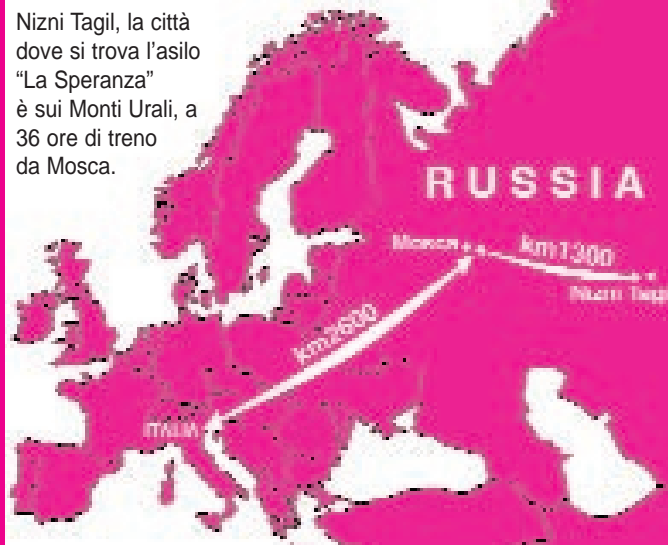 Nizni Tagil, la città
dove si trova l’asilo
“La Speranza”
è sui Monti Urali, a
36 ore di treno
da Mosca.
RUSSIA
Mosca
km1300
Nizni Tagil
km2600
ITALIA